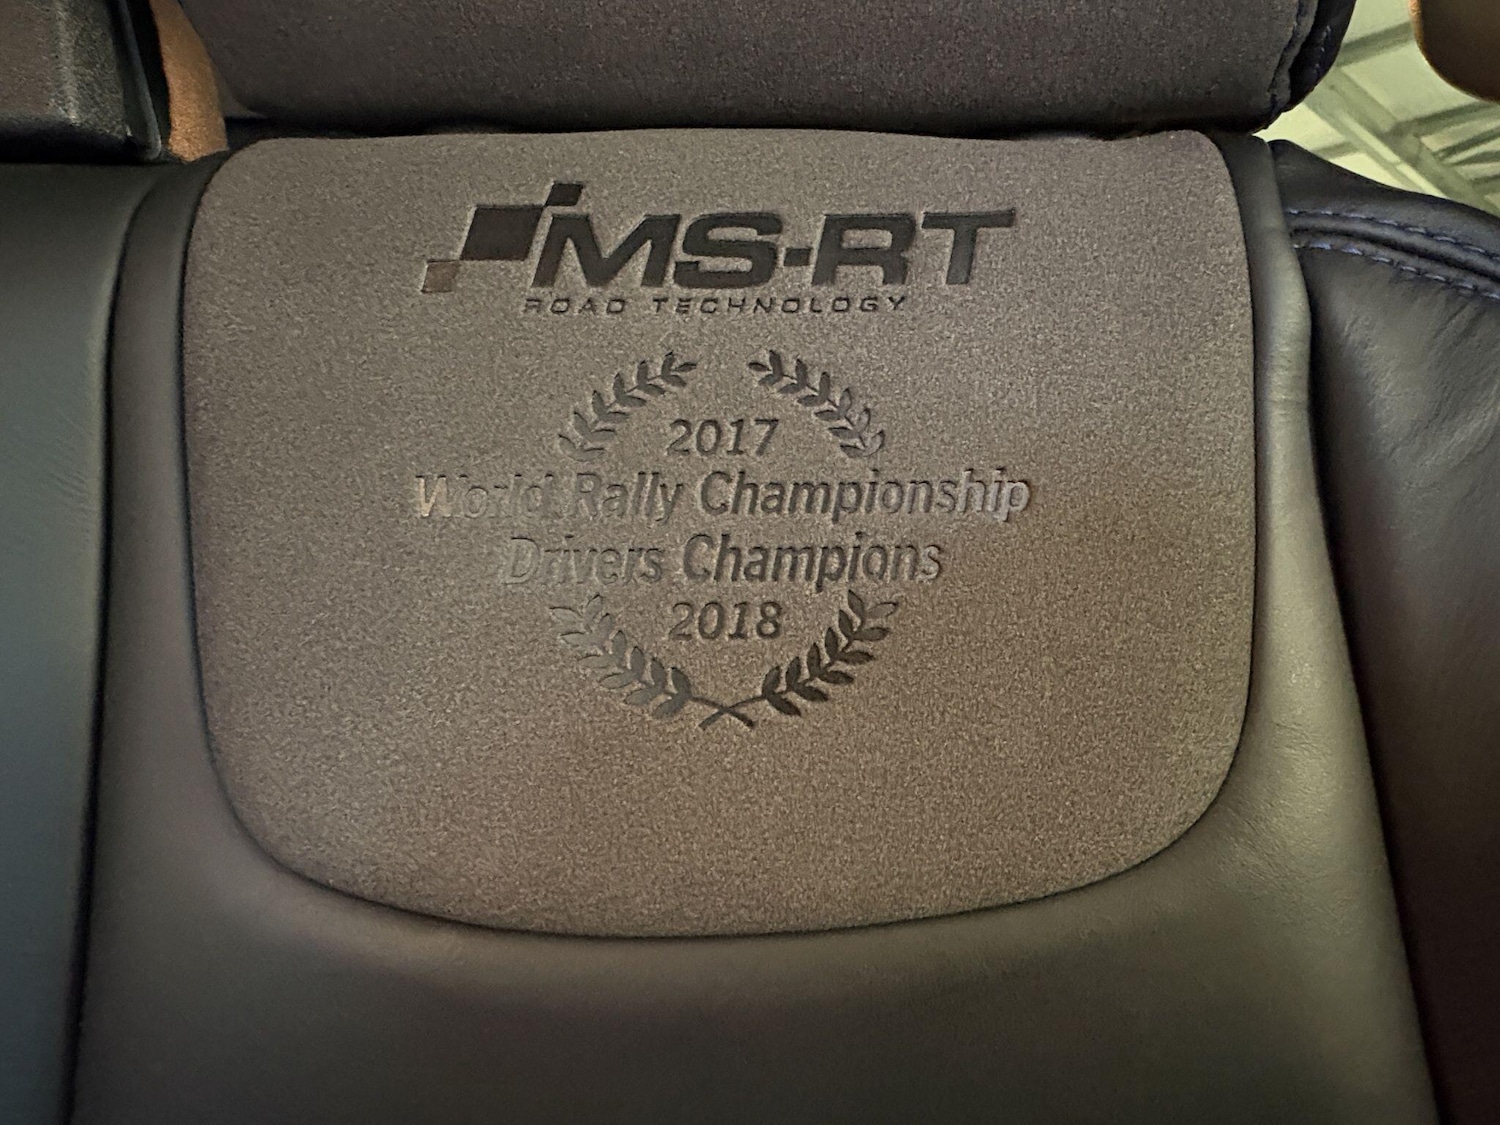 MS-RT
ROAD TECHNOLOGY
2017
World Rally Championship
Drivers Champions
2018